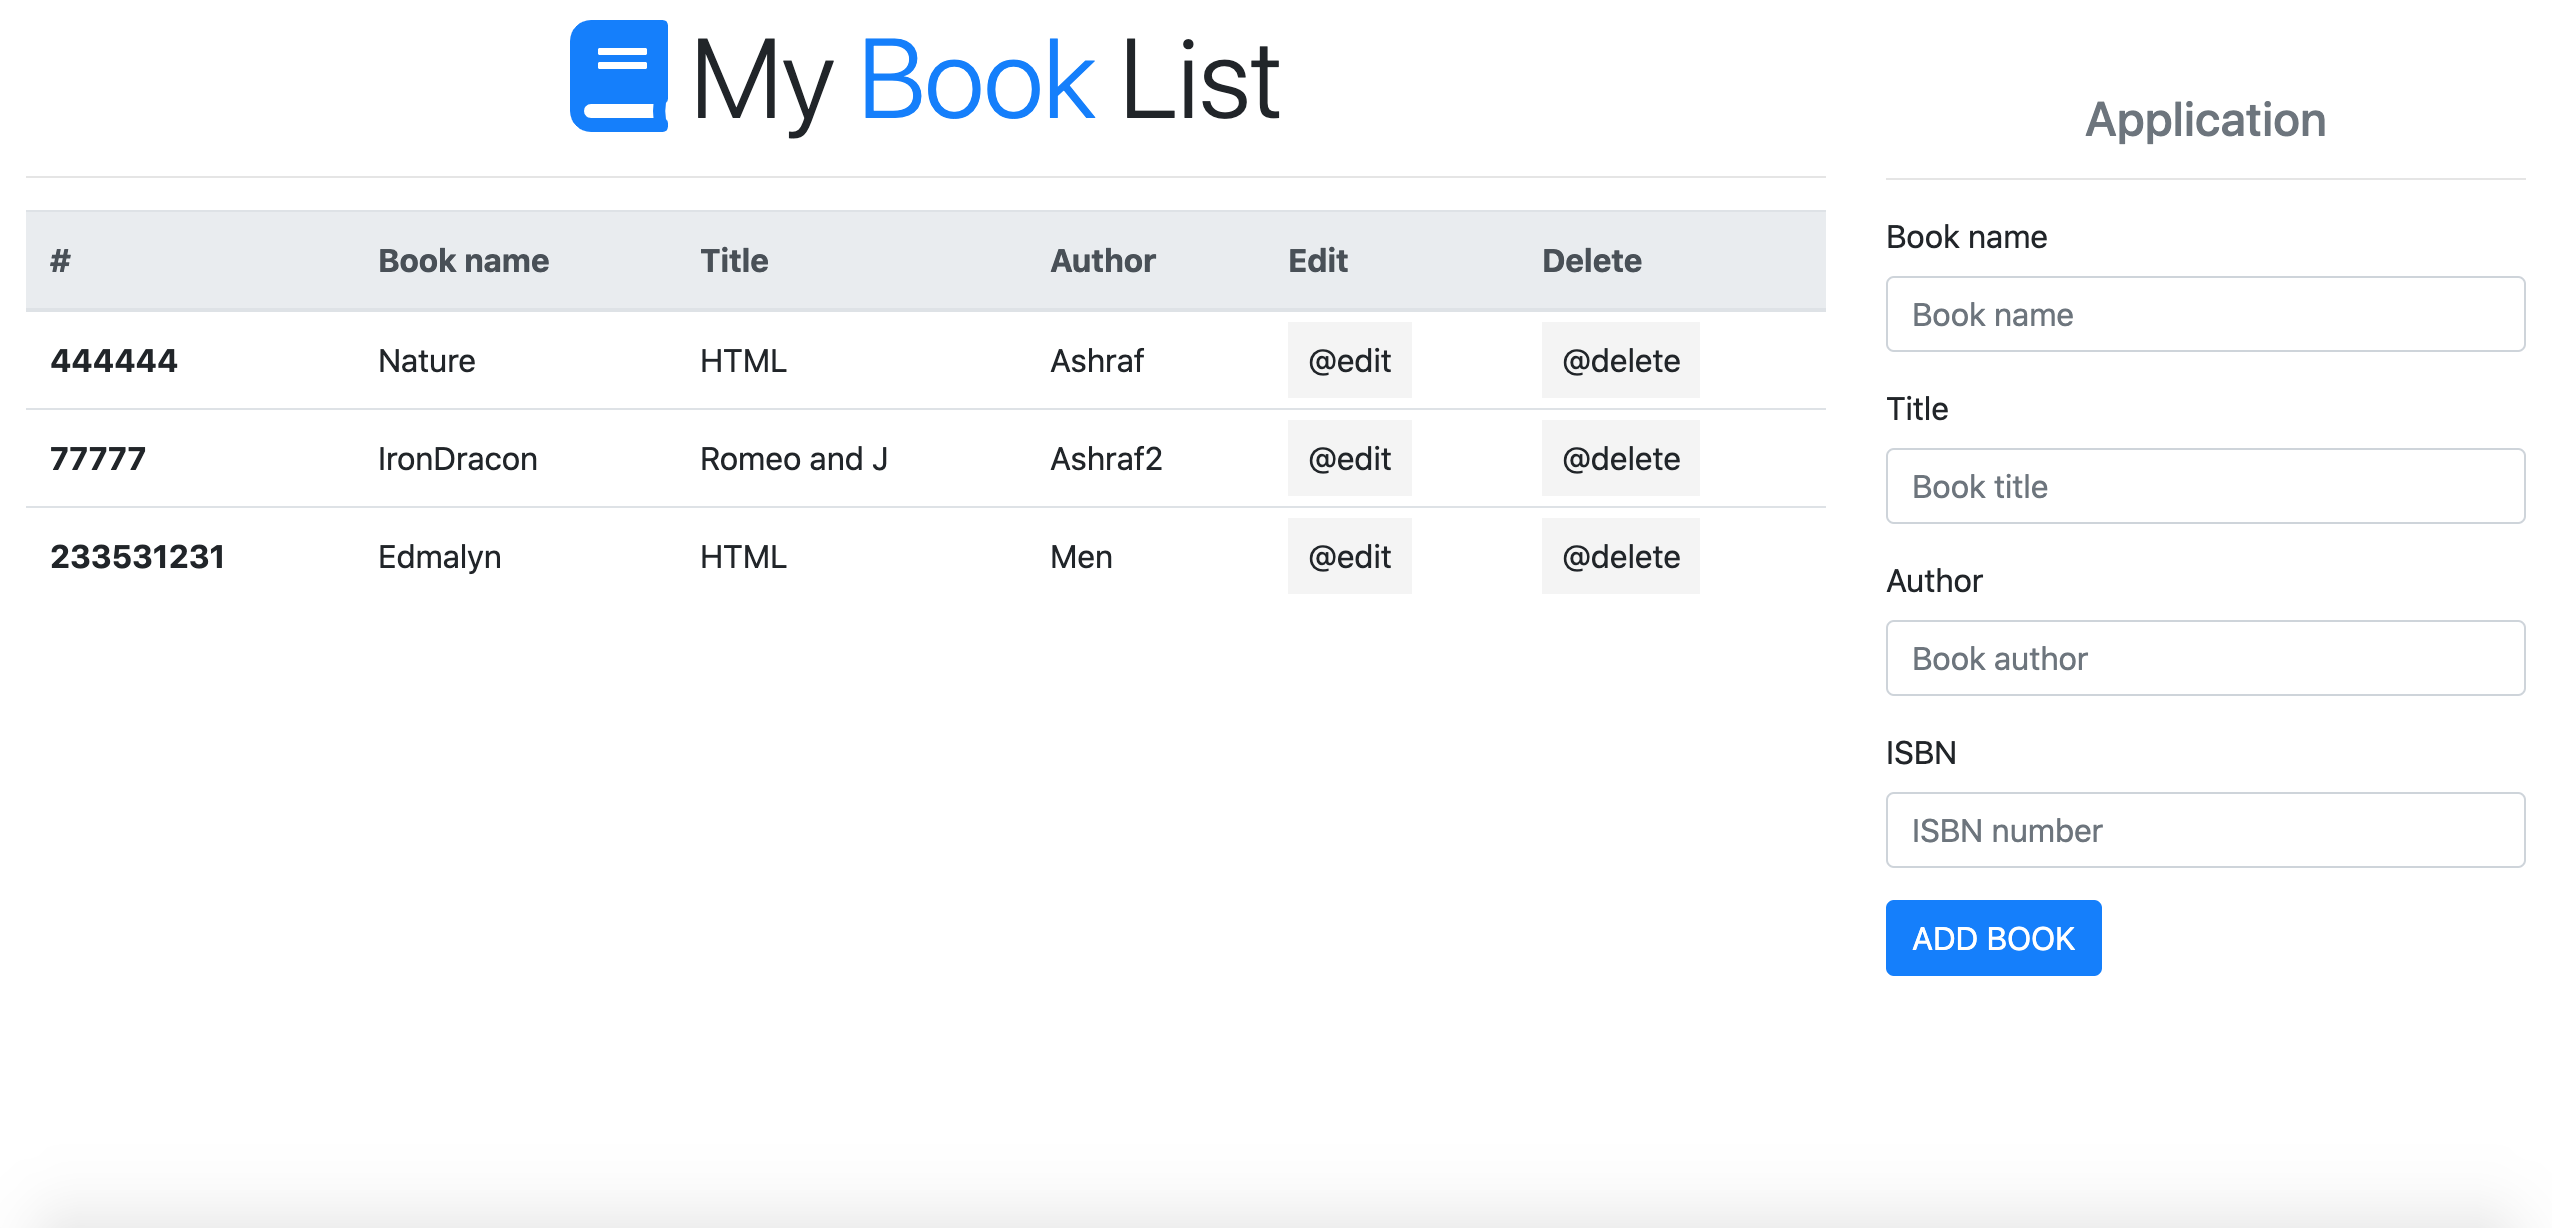 My Book List
# Book name Title Author Edit Delete
444444 Nature HTML Ashraf @edit @delete
77777 IronDracon Romeo and J Ashraf2 @edit @delete
233531231 Edmalyn HTML Men @edit @delete
Application
Book name
Book name
Title
Book title
Author
Book author
ISBN
ISBN number
ADD BOOK